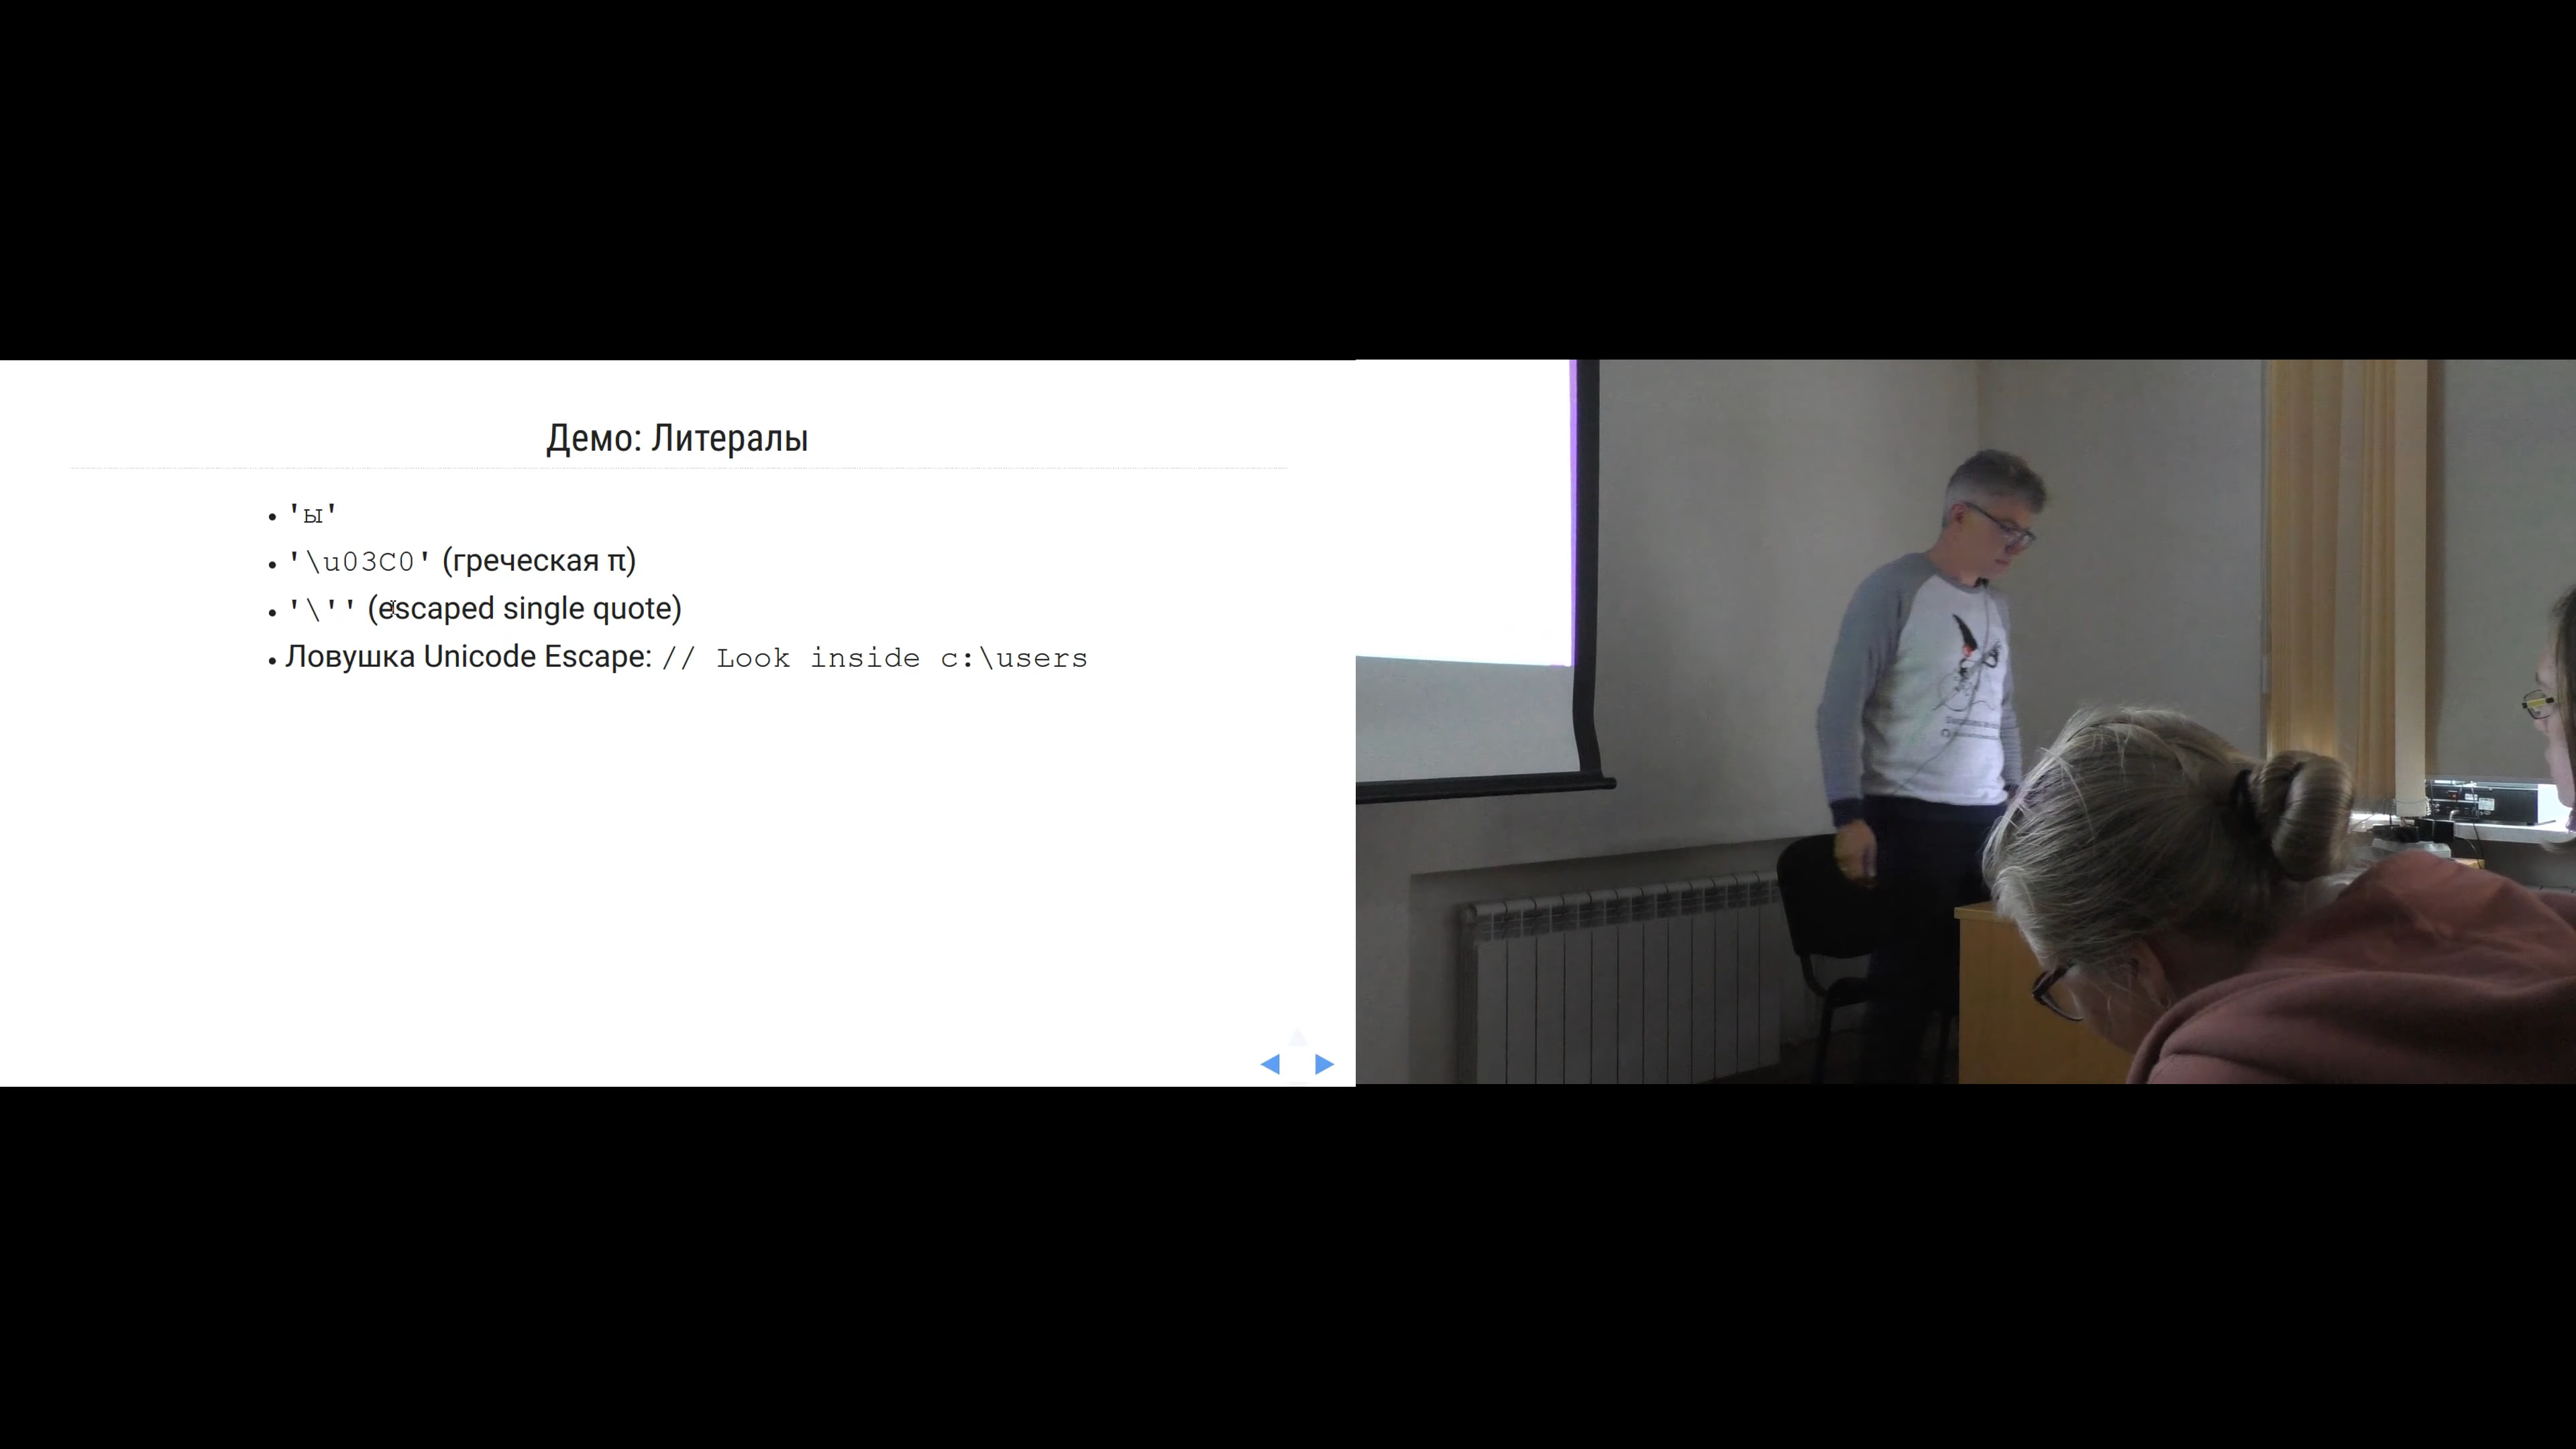 Демо: Литералы
• 'ы'
• '\u03C0' (греческая π)
• '\'' (escaped single quote)
• Ловушка Unicode Escape: // Look inside c:\users